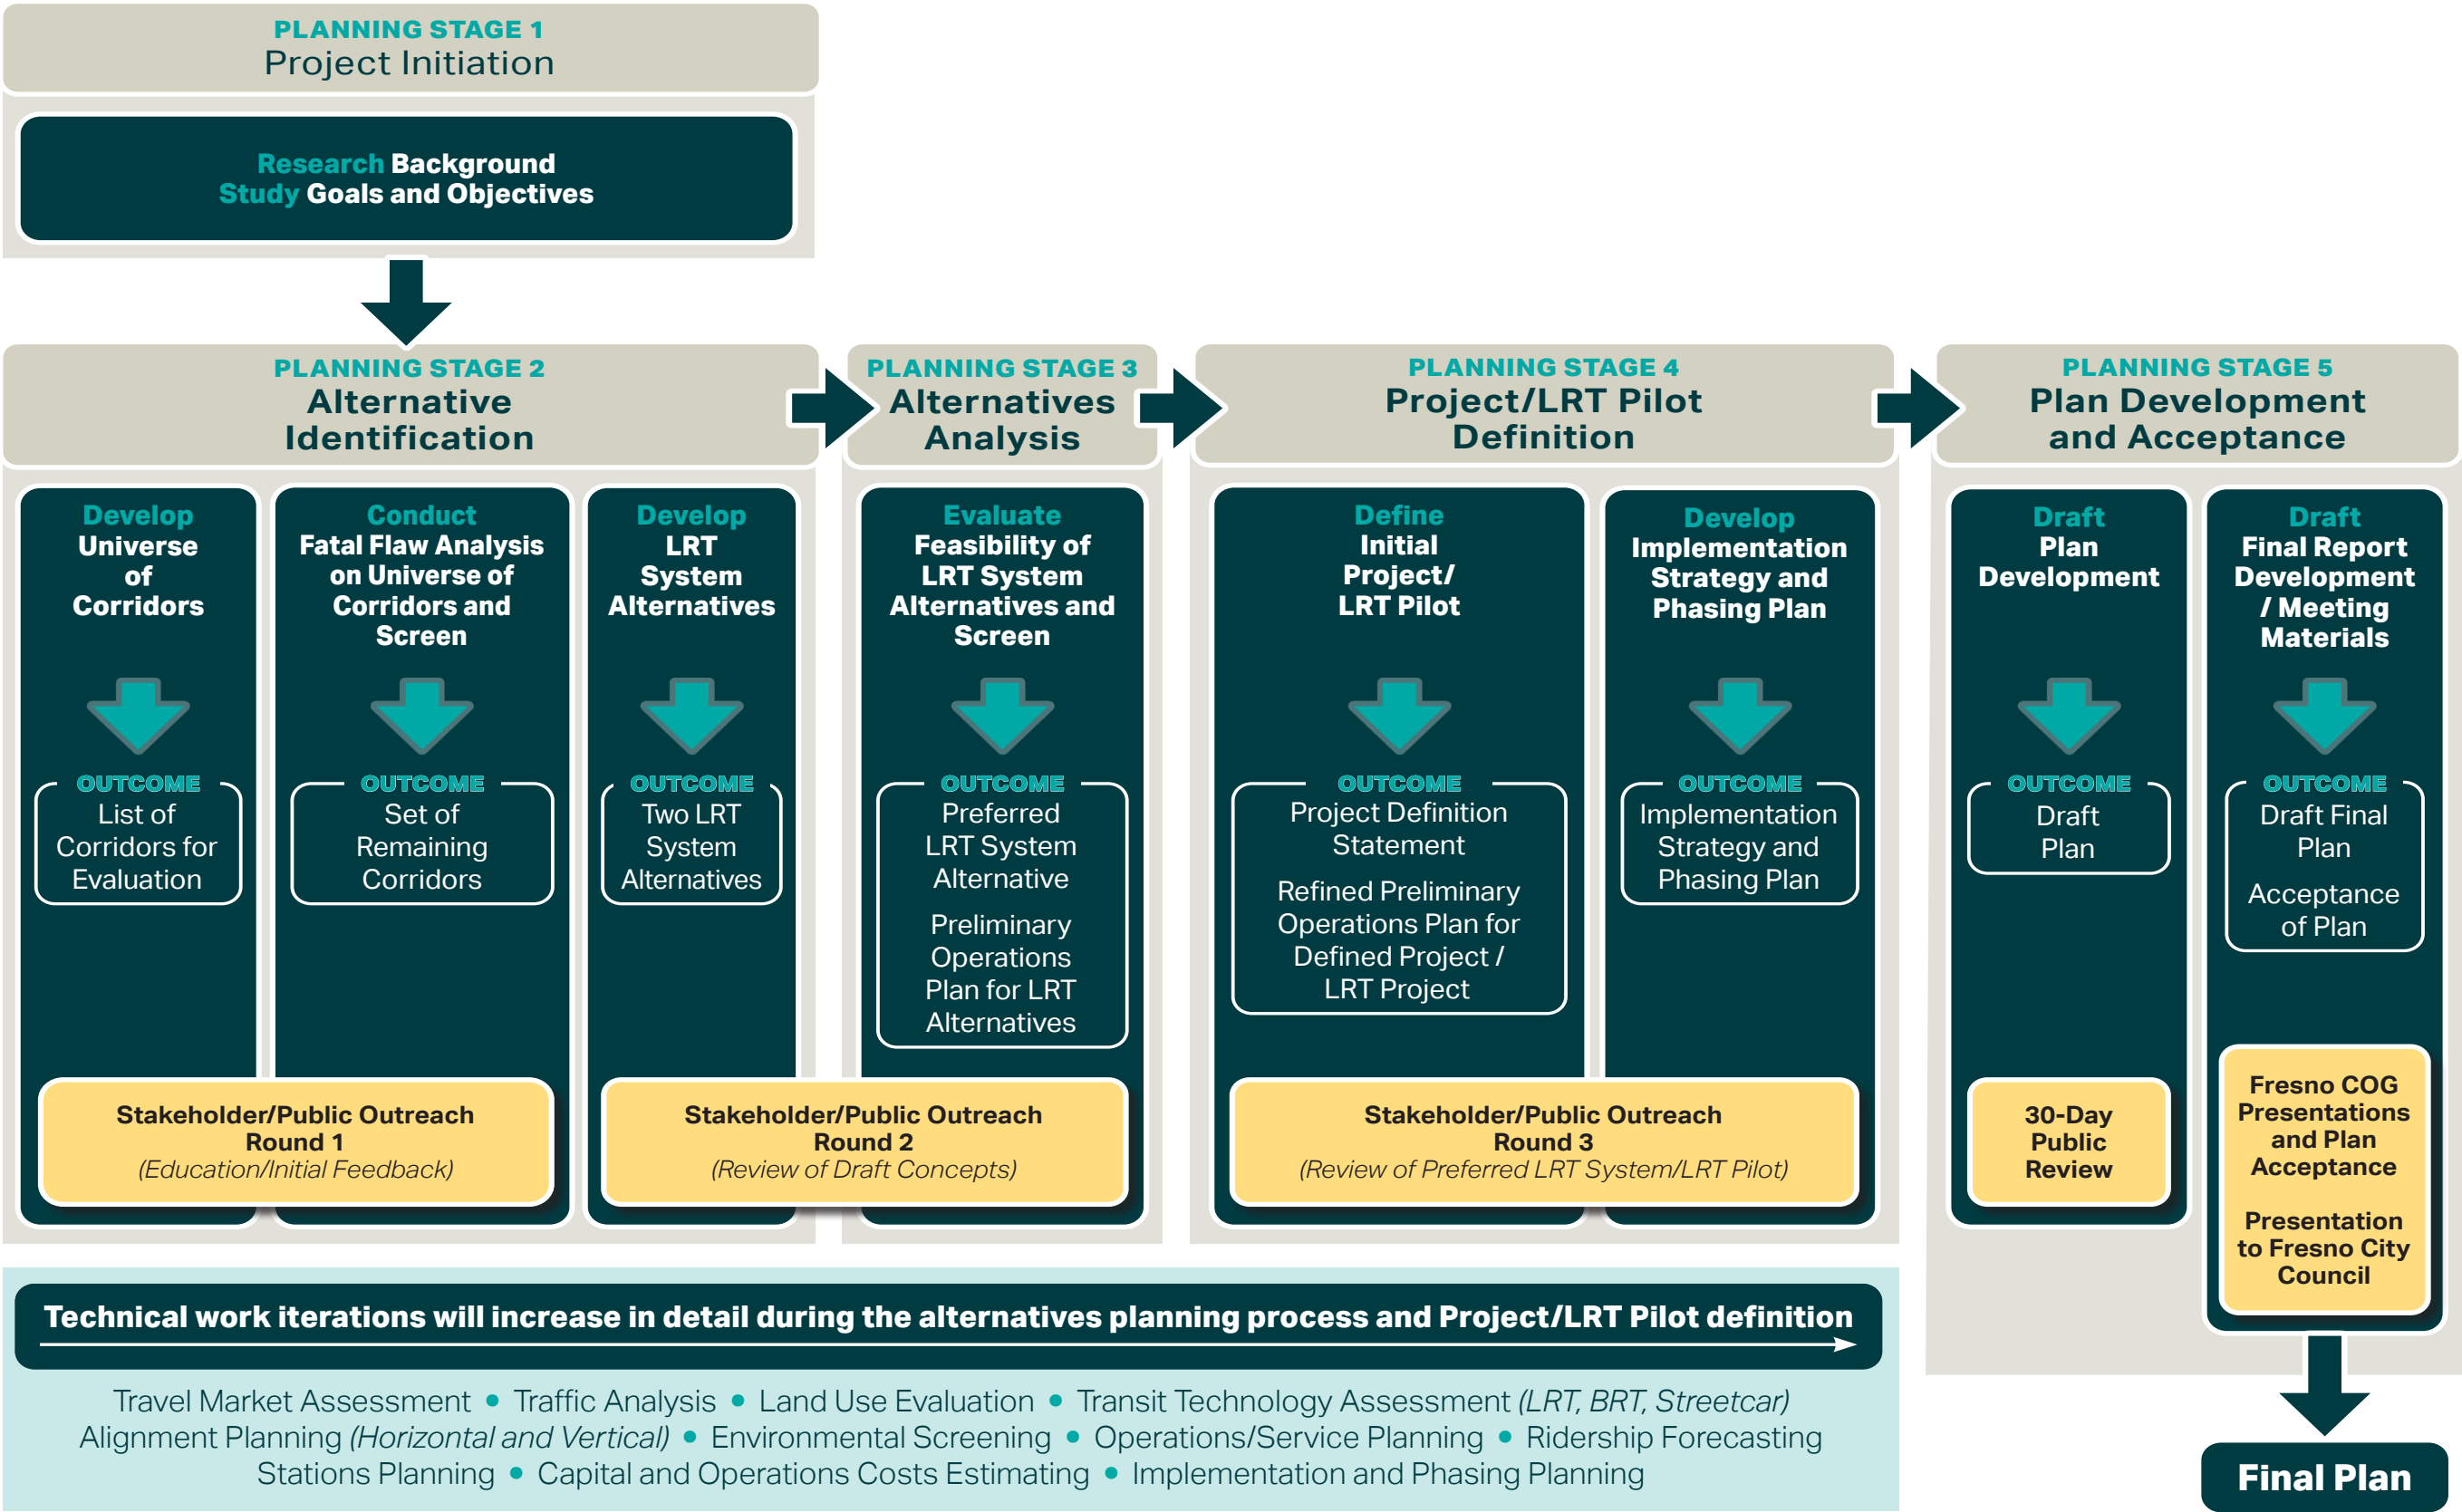 PLANNING STAGE 1
Project Initiation
Research Background
Study Goals and Objectives
PLANNING STAGE 2
Alternative
Identification
Develop
Universe
of
Corridors
OUTCOME
List of
Corridors for
Evaluation
Conduct
Fatal Flaw Analysis
on Universe of
Corridors and
Screen
OUTCOME
Set of
Remaining
Corridors
Develop
LRT
System
Alternatives
OUTCOME
Two LRT
System
Alternatives
Stakeholder/Public Outreach
Round 1
(Education/Initial Feedback)
PLANNING STAGE 3
Alternatives
Analysis
Evaluate
Feasibility of
LRT System
Alternatives and
Screen
OUTCOME
Preferred
LRT System
Alternative
Preliminary
Operations
Plan for LRT
Alternatives
Stakeholder/Public Outreach
Round 2
(Review of Draft Concepts)
PLANNING STAGE 4
Project/LRT Pilot
Definition
Define
Initial
Project/
LRT Pilot
OUTCOME
Project Definition
Statement
Refined Preliminary
Operations Plan for
Defined Project /
LRT Project
Develop
Implementation
Strategy and
Phasing Plan
OUTCOME
Implementation
Strategy and
Phasing Plan
Stakeholder/Public Outreach
Round 3
(Review of Preferred LRT System/LRT Pilot)
PLANNING STAGE 5
Plan Development
and Acceptance
Draft
Plan
Development
OUTCOME
Draft
Plan
30-Day
Public
Review
Draft
Final Report
Development
/ Meeting
Materials
OUTCOME
Draft Final
Plan
Acceptance
of Plan
Fresno COG
Presentations
and Plan
Acceptance
Presentation
to Fresno City
Council
Technical work iterations will increase in detail during the alternatives planning process and Project/LRT Pilot definition
Travel Market Assessment • Traffic Analysis • Land Use Evaluation • Transit Technology Assessment (LRT, BRT, Streetcar)
Alignment Planning (Horizontal and Vertical) • Environmental Screening • Operations/Service Planning • Ridership Forecasting
Stations Planning • Capital and Operations Costs Estimating • Implementation and Phasing Planning
Final Plan